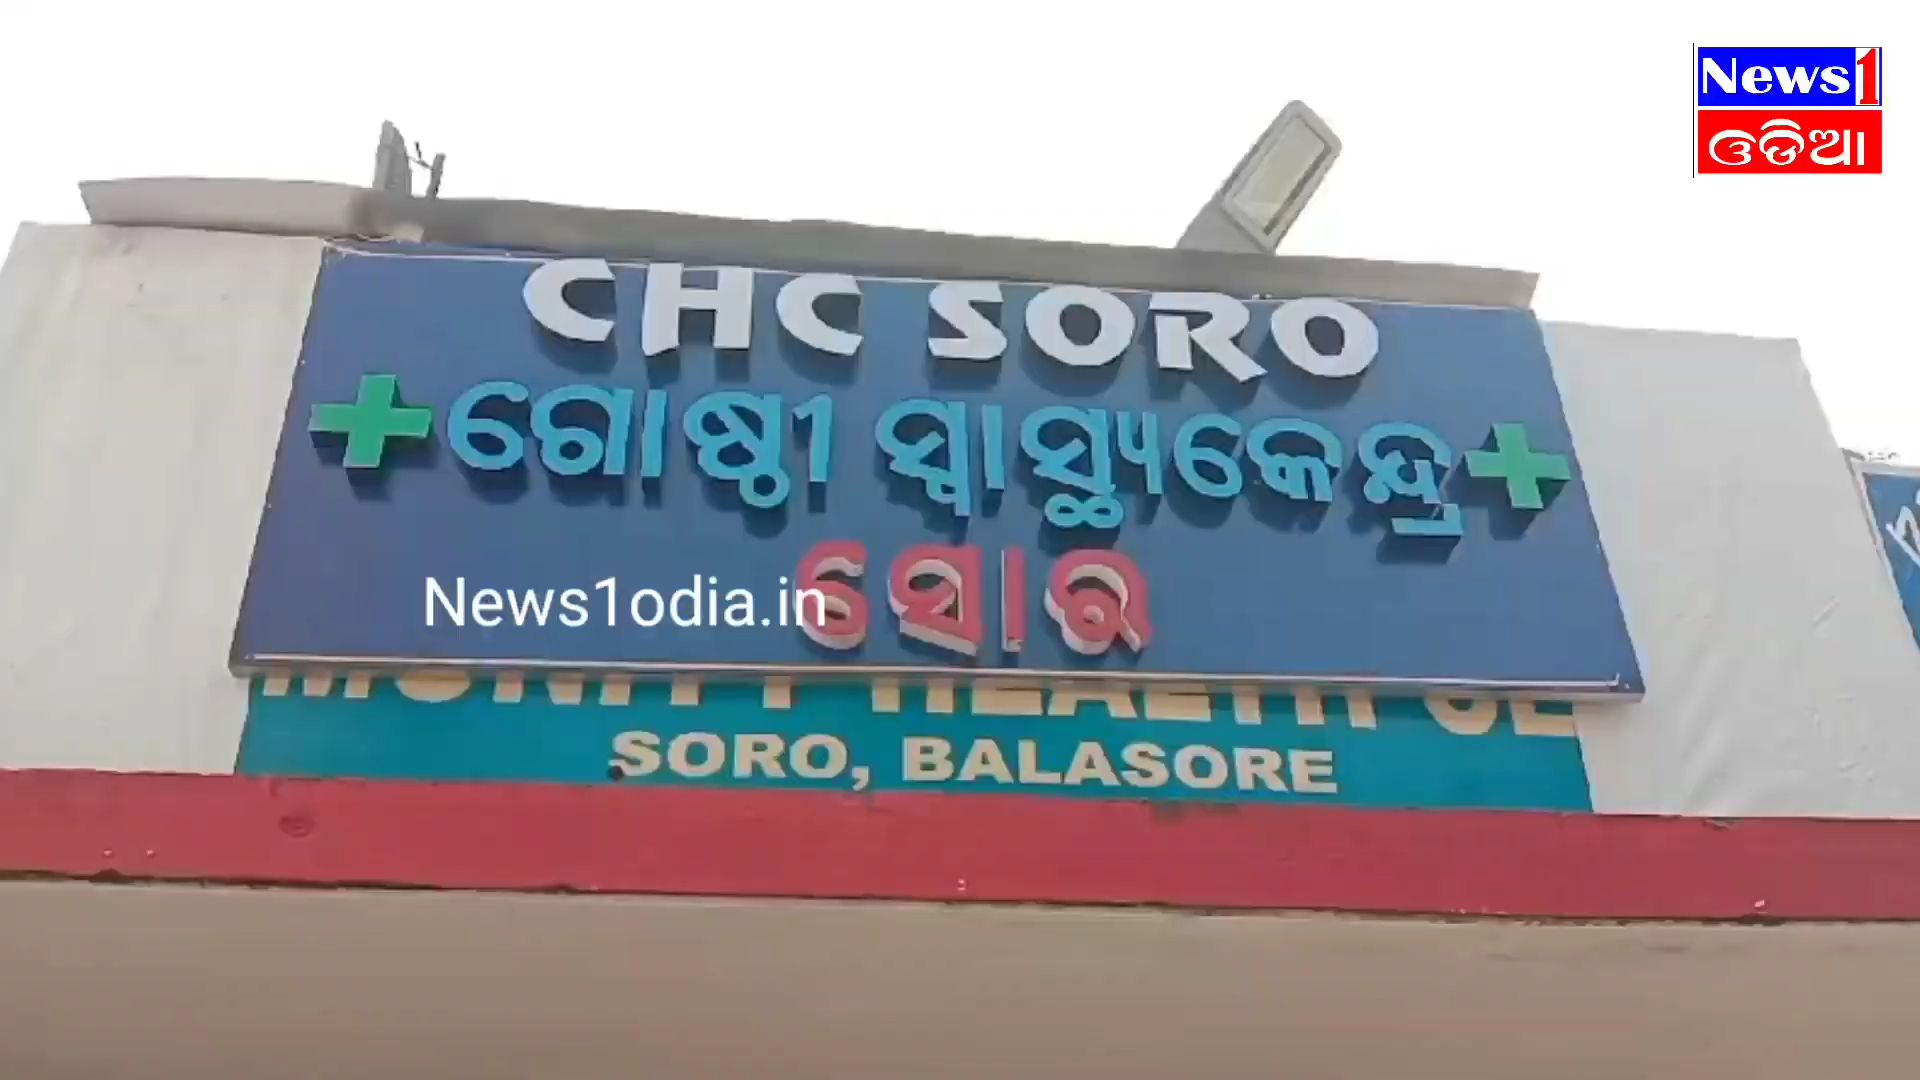 News1
ଓଡିଆ
CHC SORO
ଗୋଷ୍ଠୀ ସ୍ୱାସ୍ଥ୍ୟକେନ୍ଦ୍ର
ସୋର
News1odia.in
SORO, BALASORE